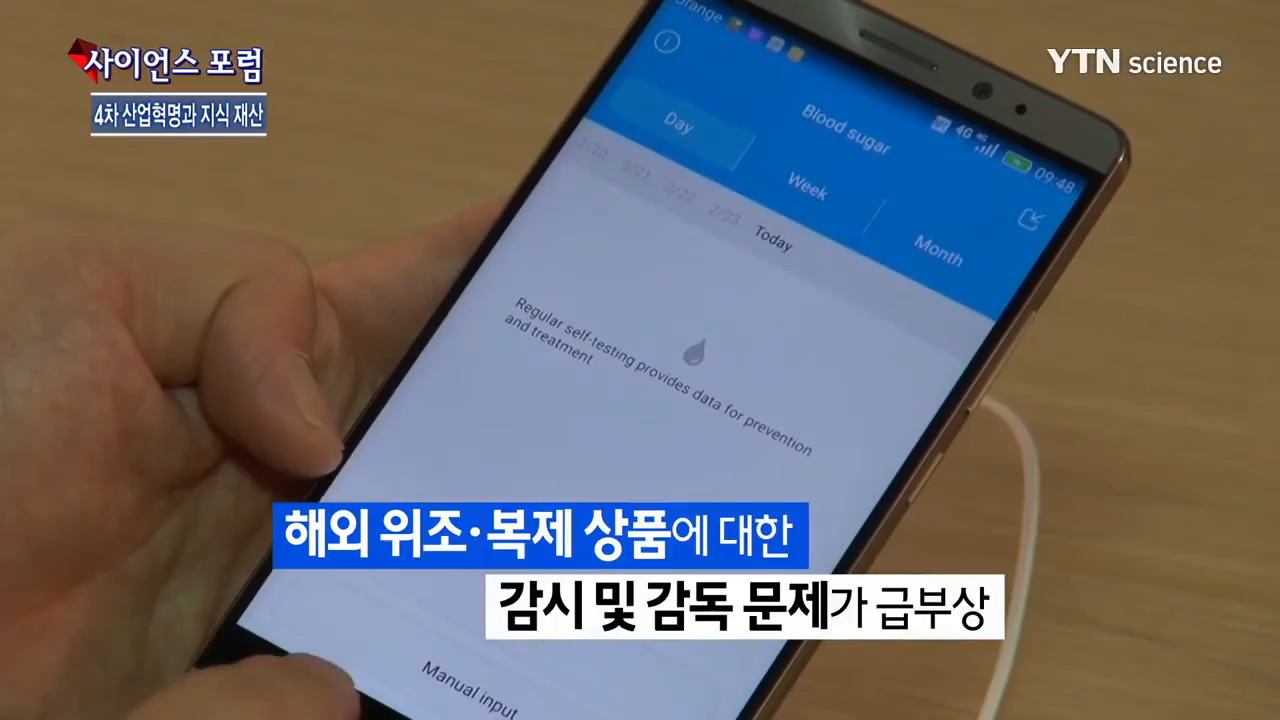 사이언스 포럼
4차 산업혁명과 지식 재산
YTN science
Orange
4G 09:48
Blood sugar
Day
Week
Month
2/20 2/21 2/22 2/23 Today
Regular self-testing provides data for prevention
and treatment
해외 위조·복제 상품에 대한
감시 및 감독 문제가 급부상
Manual input